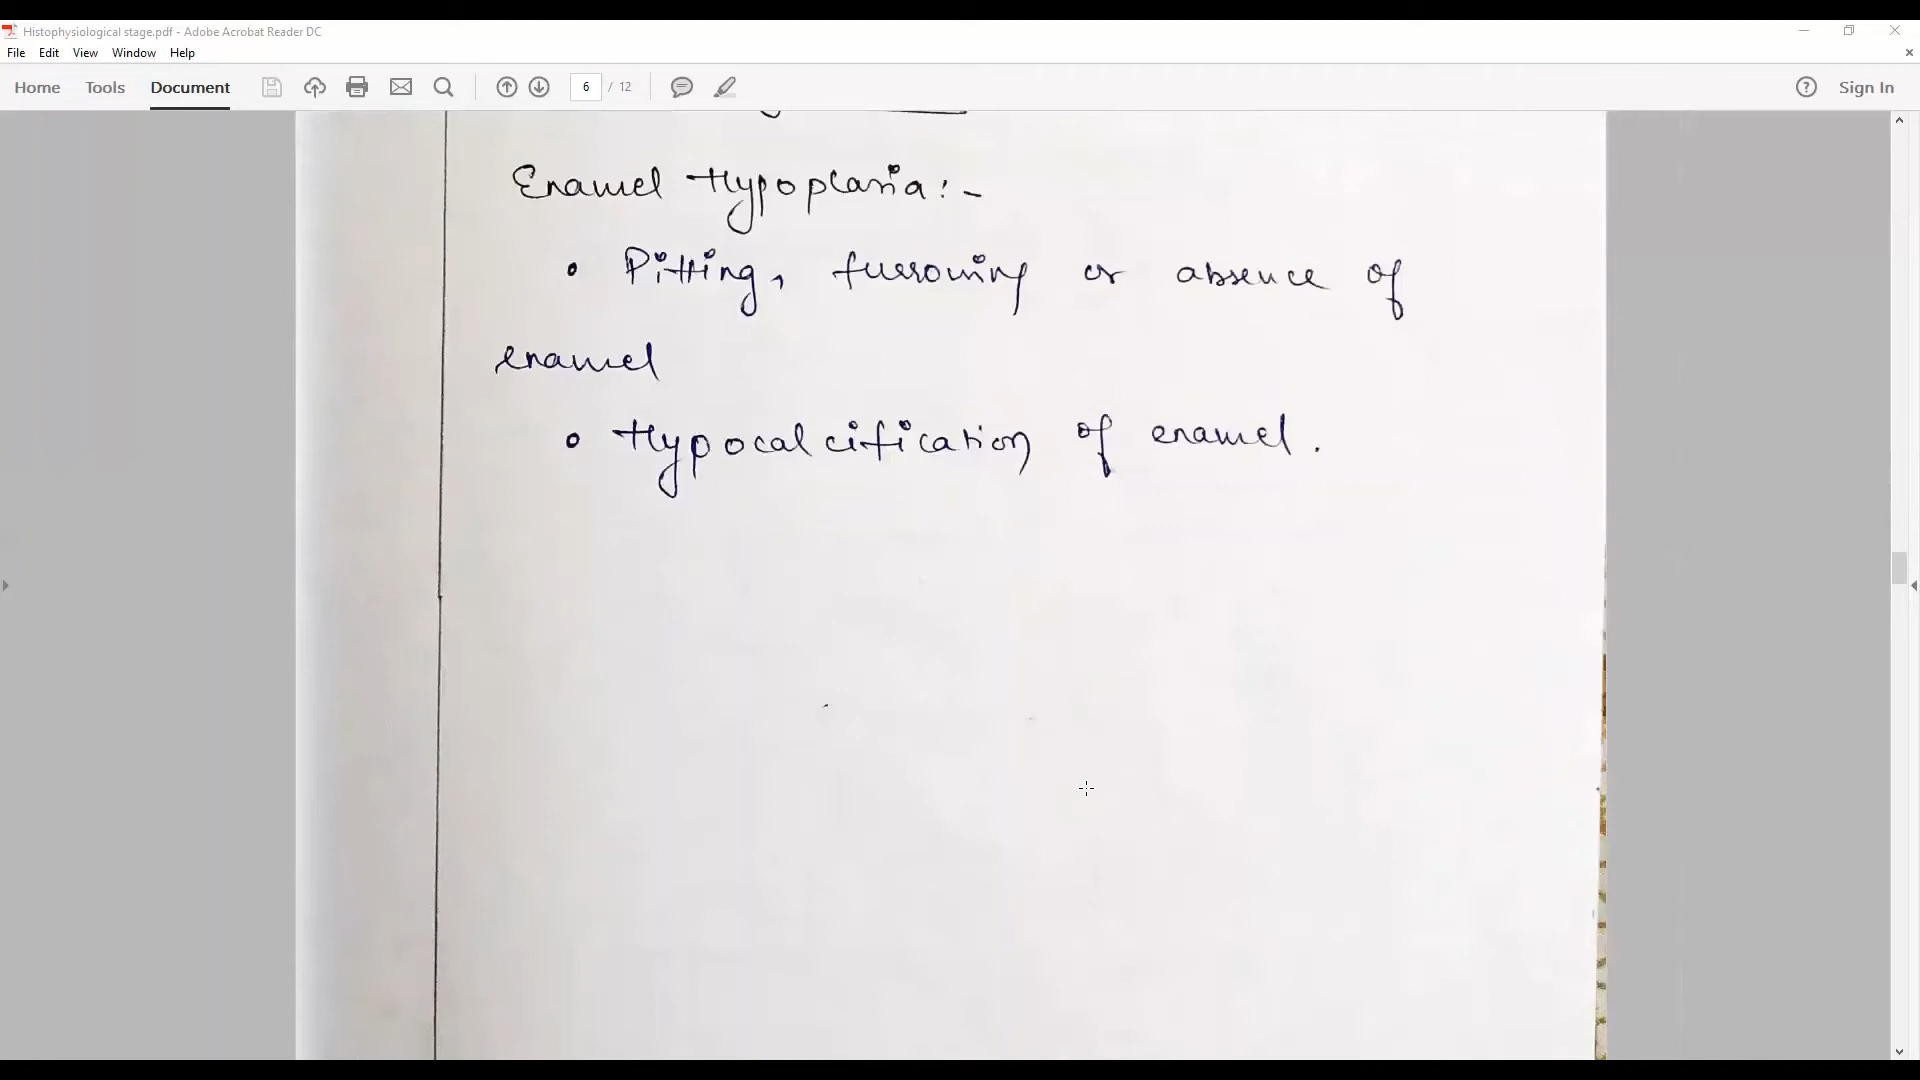 Histophysiological stage.pdf - Adobe Acrobat Reader DC
File Edit View Window Help
Home Tools Document 6 / 12 Sign In
Enamel Hypoplasia:-
• Pitting, furrowing or absence of
enamel
• Hypocalcification of enamel.